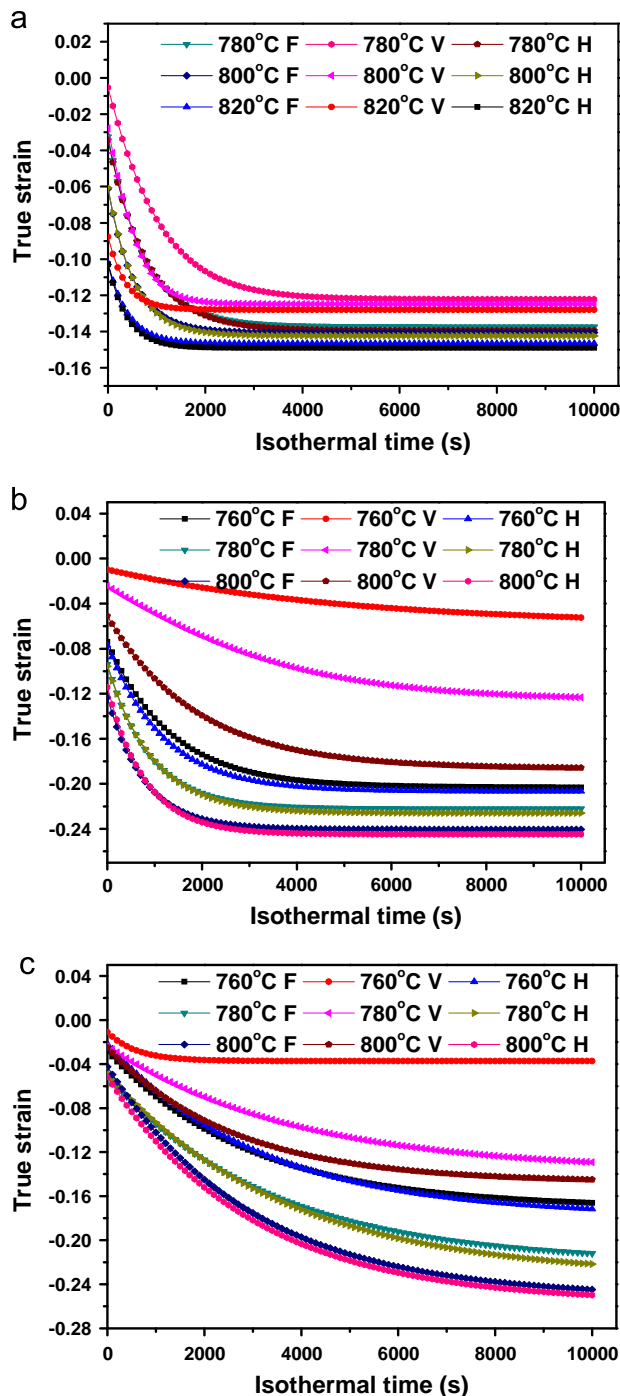 a
0.03
780°C F 780°C V 780°C H
0.00
800°C F 800°C V 800°C H
820°C F 820°C V 820°C H
-0.02
-0.04
-0.06
-0.08
-0.10
-0.12
-0.14
-0.16
True strain
0 2000 4000 6000 8000 10000
Isothermal time (s)
b
0.04
760°C F 760°C V 760°C H
780°C F 780°C V 780°C H
0.00
800°C F 800°C V 800°C H
-0.04
-0.08
-0.12
-0.16
-0.20
-0.24
True strain
0 2000 4000 6000 8000 10000
Isothermal time (s)
c
0.04
760°C F 760°C V 760°C H
780°C F 780°C V 780°C H
0.00
800°C F 800°C V 800°C H
-0.04
-0.08
-0.12
-0.16
-0.20
-0.24
-0.28
True strain
0 2000 4000 6000 8000 10000
Isothermal time (s)